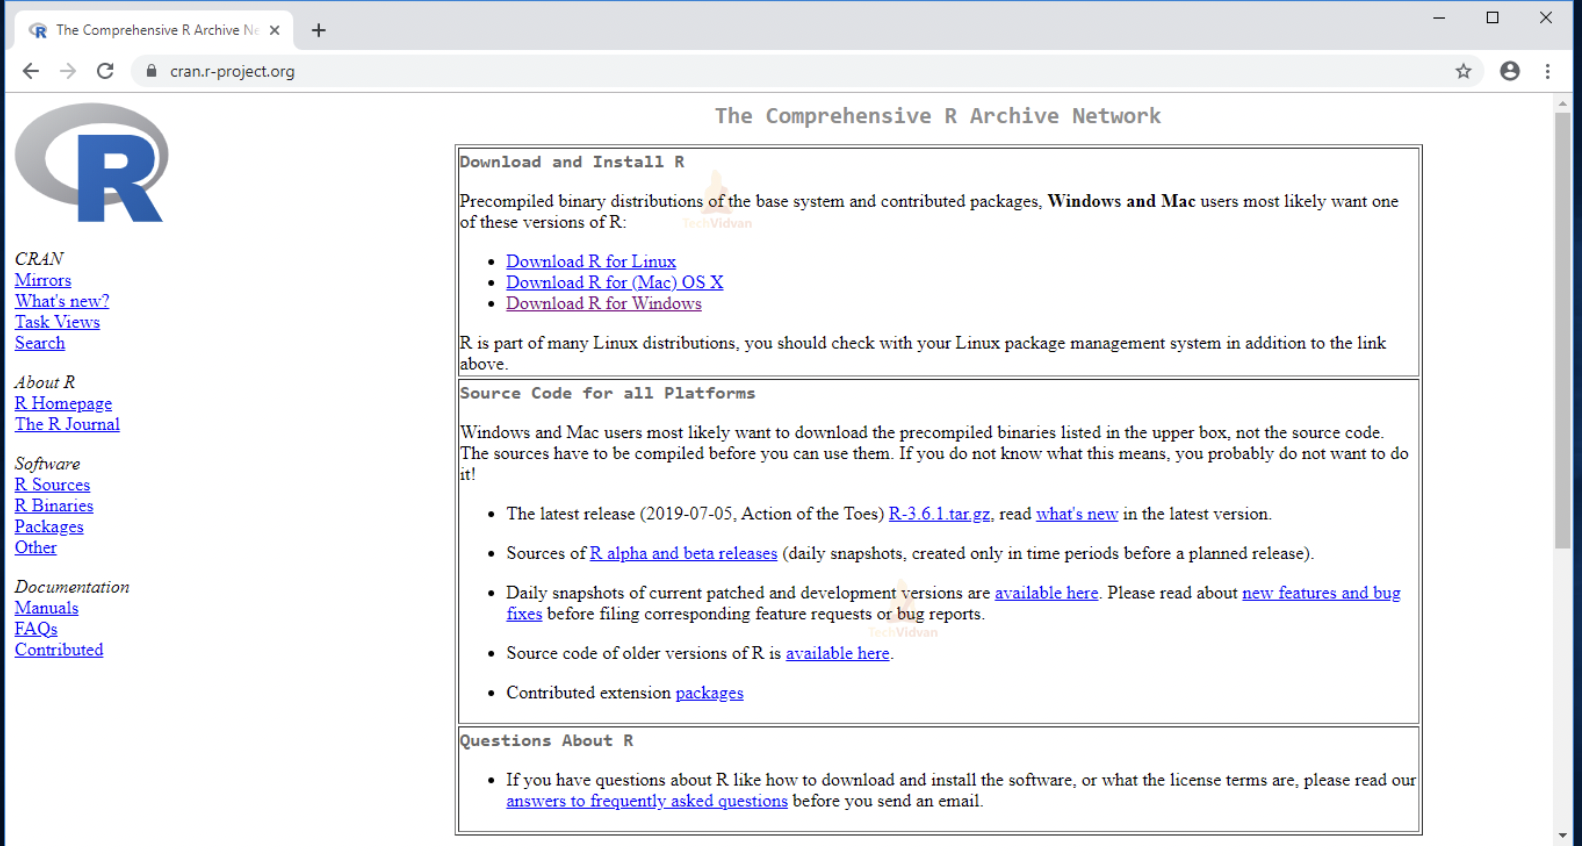 The Comprehensive R Archive Ne
cran.r-project.org
R
CRAN
Mirrors
What's new?
Task Views
Search
About R
R Homepage
The R Journal
Software
R Sources
R Binaries
Packages
Other
Documentation
Manuals
FAQs
Contributed
The Comprehensive R Archive Network
Download and Install R
Precompiled binary distributions of the base system and contributed packages, Windows and Mac users most likely want one
of these versions of R:
TechVidvan
Download R for Linux
Download R for (Mac) OS X
Download R for Windows
R is part of many Linux distributions, you should check with your Linux package management system in addition to the link
above.
Source Code for all Platforms
Windows and Mac users most likely want to download the precompiled binaries listed in the upper box, not the source code.
The sources have to be compiled before you can use them. If you do not know what this means, you probably do not want to do
it!
The latest release (2019-07-05, Action of the Toes) R-3.6.1.tar.gz, read what's new in the latest version.
Sources of R alpha and beta releases (daily snapshots, created only in time periods before a planned release).
Daily snapshots of current patched and development versions are available here. Please read about new features and bug
fixes before filing corresponding feature requests or bug reports.
TechVidvan
Source code of older versions of R is available here.
Contributed extension packages
Questions About R
If you have questions about R like how to download and install the software, or what the license terms are, please read our
answers to frequently asked questions before you send an email.